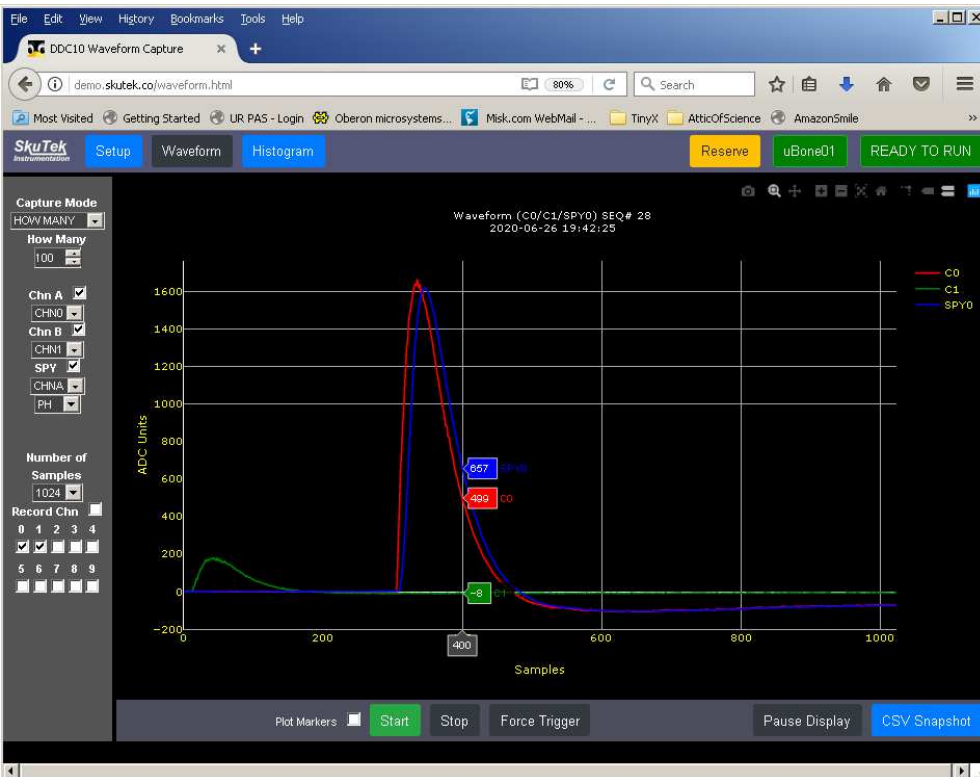 File Edit View History Bookmarks Tools Help
DDC10 Waveform Capture
demo.skutek.co/waveform.html 80% Search
Most Visited Getting Started UR PAS - Login Oberon microsystems... Misk.com WebMail - ... TinyX AtticOfScience AmazonSmile
SkuTek Instrumentation Setup Waveform Histogram Reserve uBone01 READY TO RUN
Capture Mode
HOW MANY
How Many
100
Chn A
CHN0
Chn B
CHN1
SPY
CHNA
PH
Number of
Samples
1024
Record Chn
0 1 2 3 4
5 6 7 8 9
Waveform (C0/C1/SPY0) SEQ# 28
2020-06-26 19:42:25
C0
C1
SPY0
ADC Units
1600
1400
1200
1000
800
600
400
200
0
−200
657 SPY0
499 C0
−8 C1
0 200 400 600 800 1000
Samples
Plot Markers Start Stop Force Trigger Pause Display CSV Snapshot